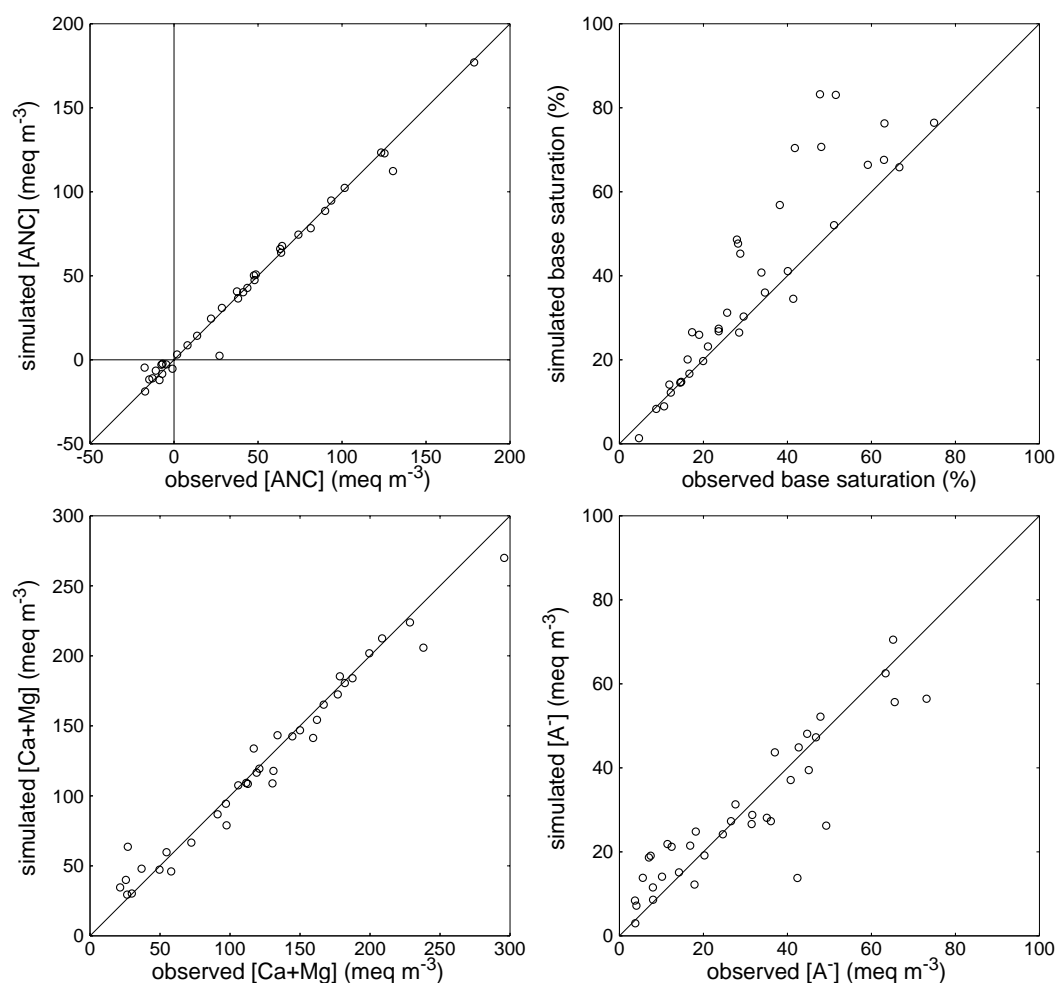 200
150
100
50
0
-50
-50 0 50 100 150 200
simulated [ANC] (meq m-3)
observed [ANC] (meq m-3)
100
80
60
40
20
0
0 20 40 60 80 100
simulated base saturation (%)
observed base saturation (%)
300
250
200
150
100
50
0
0 50 100 150 200 250 300
simulated [Ca+Mg] (meq m-3)
observed [Ca+Mg] (meq m-3)
100
80
60
40
20
0
0 20 40 60 80 100
simulated [A-] (meq m-3)
observed [A-] (meq m-3)